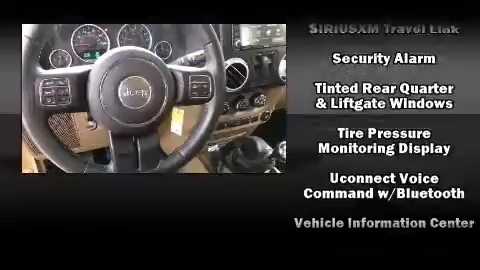 Jeep
SIRIUSXM Travel Link
Security Alarm
Tinted Rear Quarter
& Liftgate Windows
Tire Pressure
Monitoring Display
Uconnect Voice
Command w/Bluetooth
Vehicle Information Center